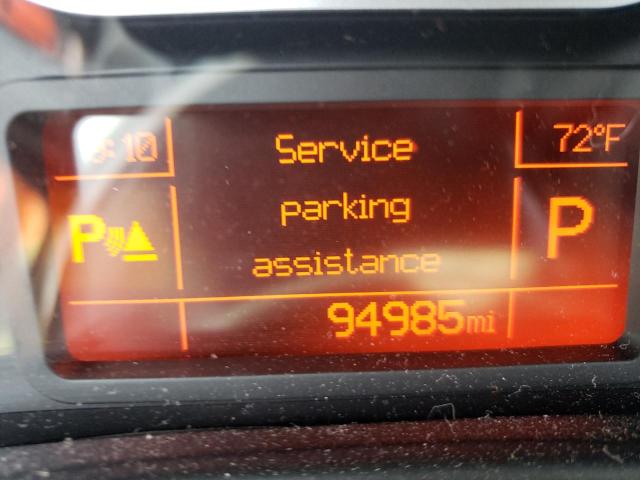 Service
72°F
parking
P
P
assistance
94985mi